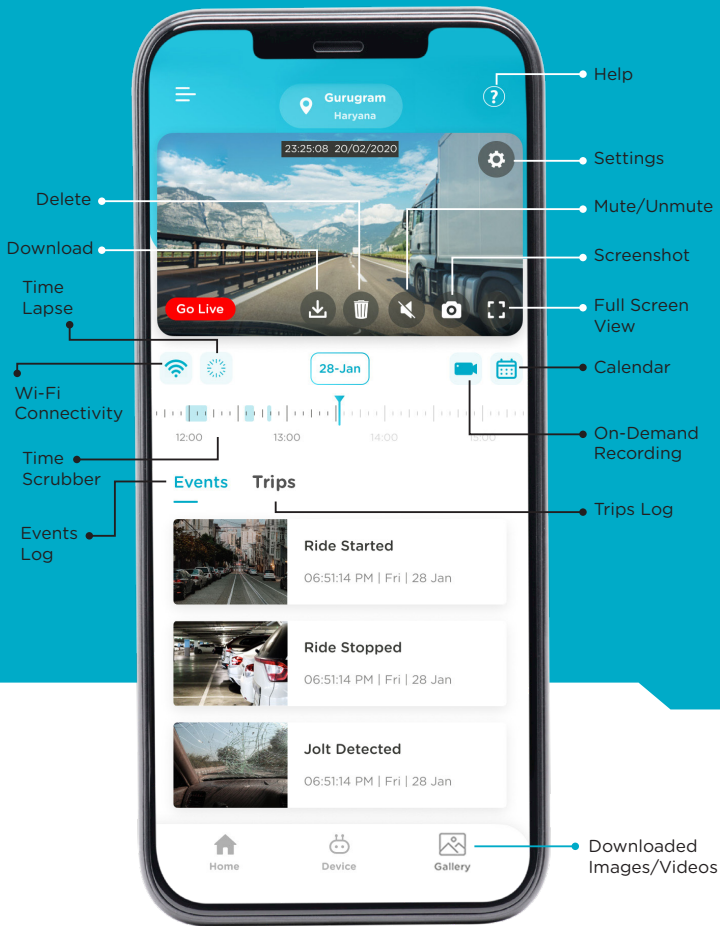 Help
Gurugram
Haryana
23:25:08 20/02/2020
Settings
Delete
Mute/Unmute
Download
Screenshot
Time
Lapse
Go Live
Full Screen
View
28-Jan
Calendar
Wi-Fi
Connectivity
12:00 13:00 14:00 15:00
On-Demand
Recording
Time
Scrubber
Events Trips
Trips Log
Events
Log
Ride Started
06:51:14 PM | Fri | 28 Jan
Ride Stopped
06:51:14 PM | Fri | 28 Jan
Jolt Detected
06:51:14 PM | Fri | 28 Jan
Home Device Gallery
Downloaded
Images/Videos